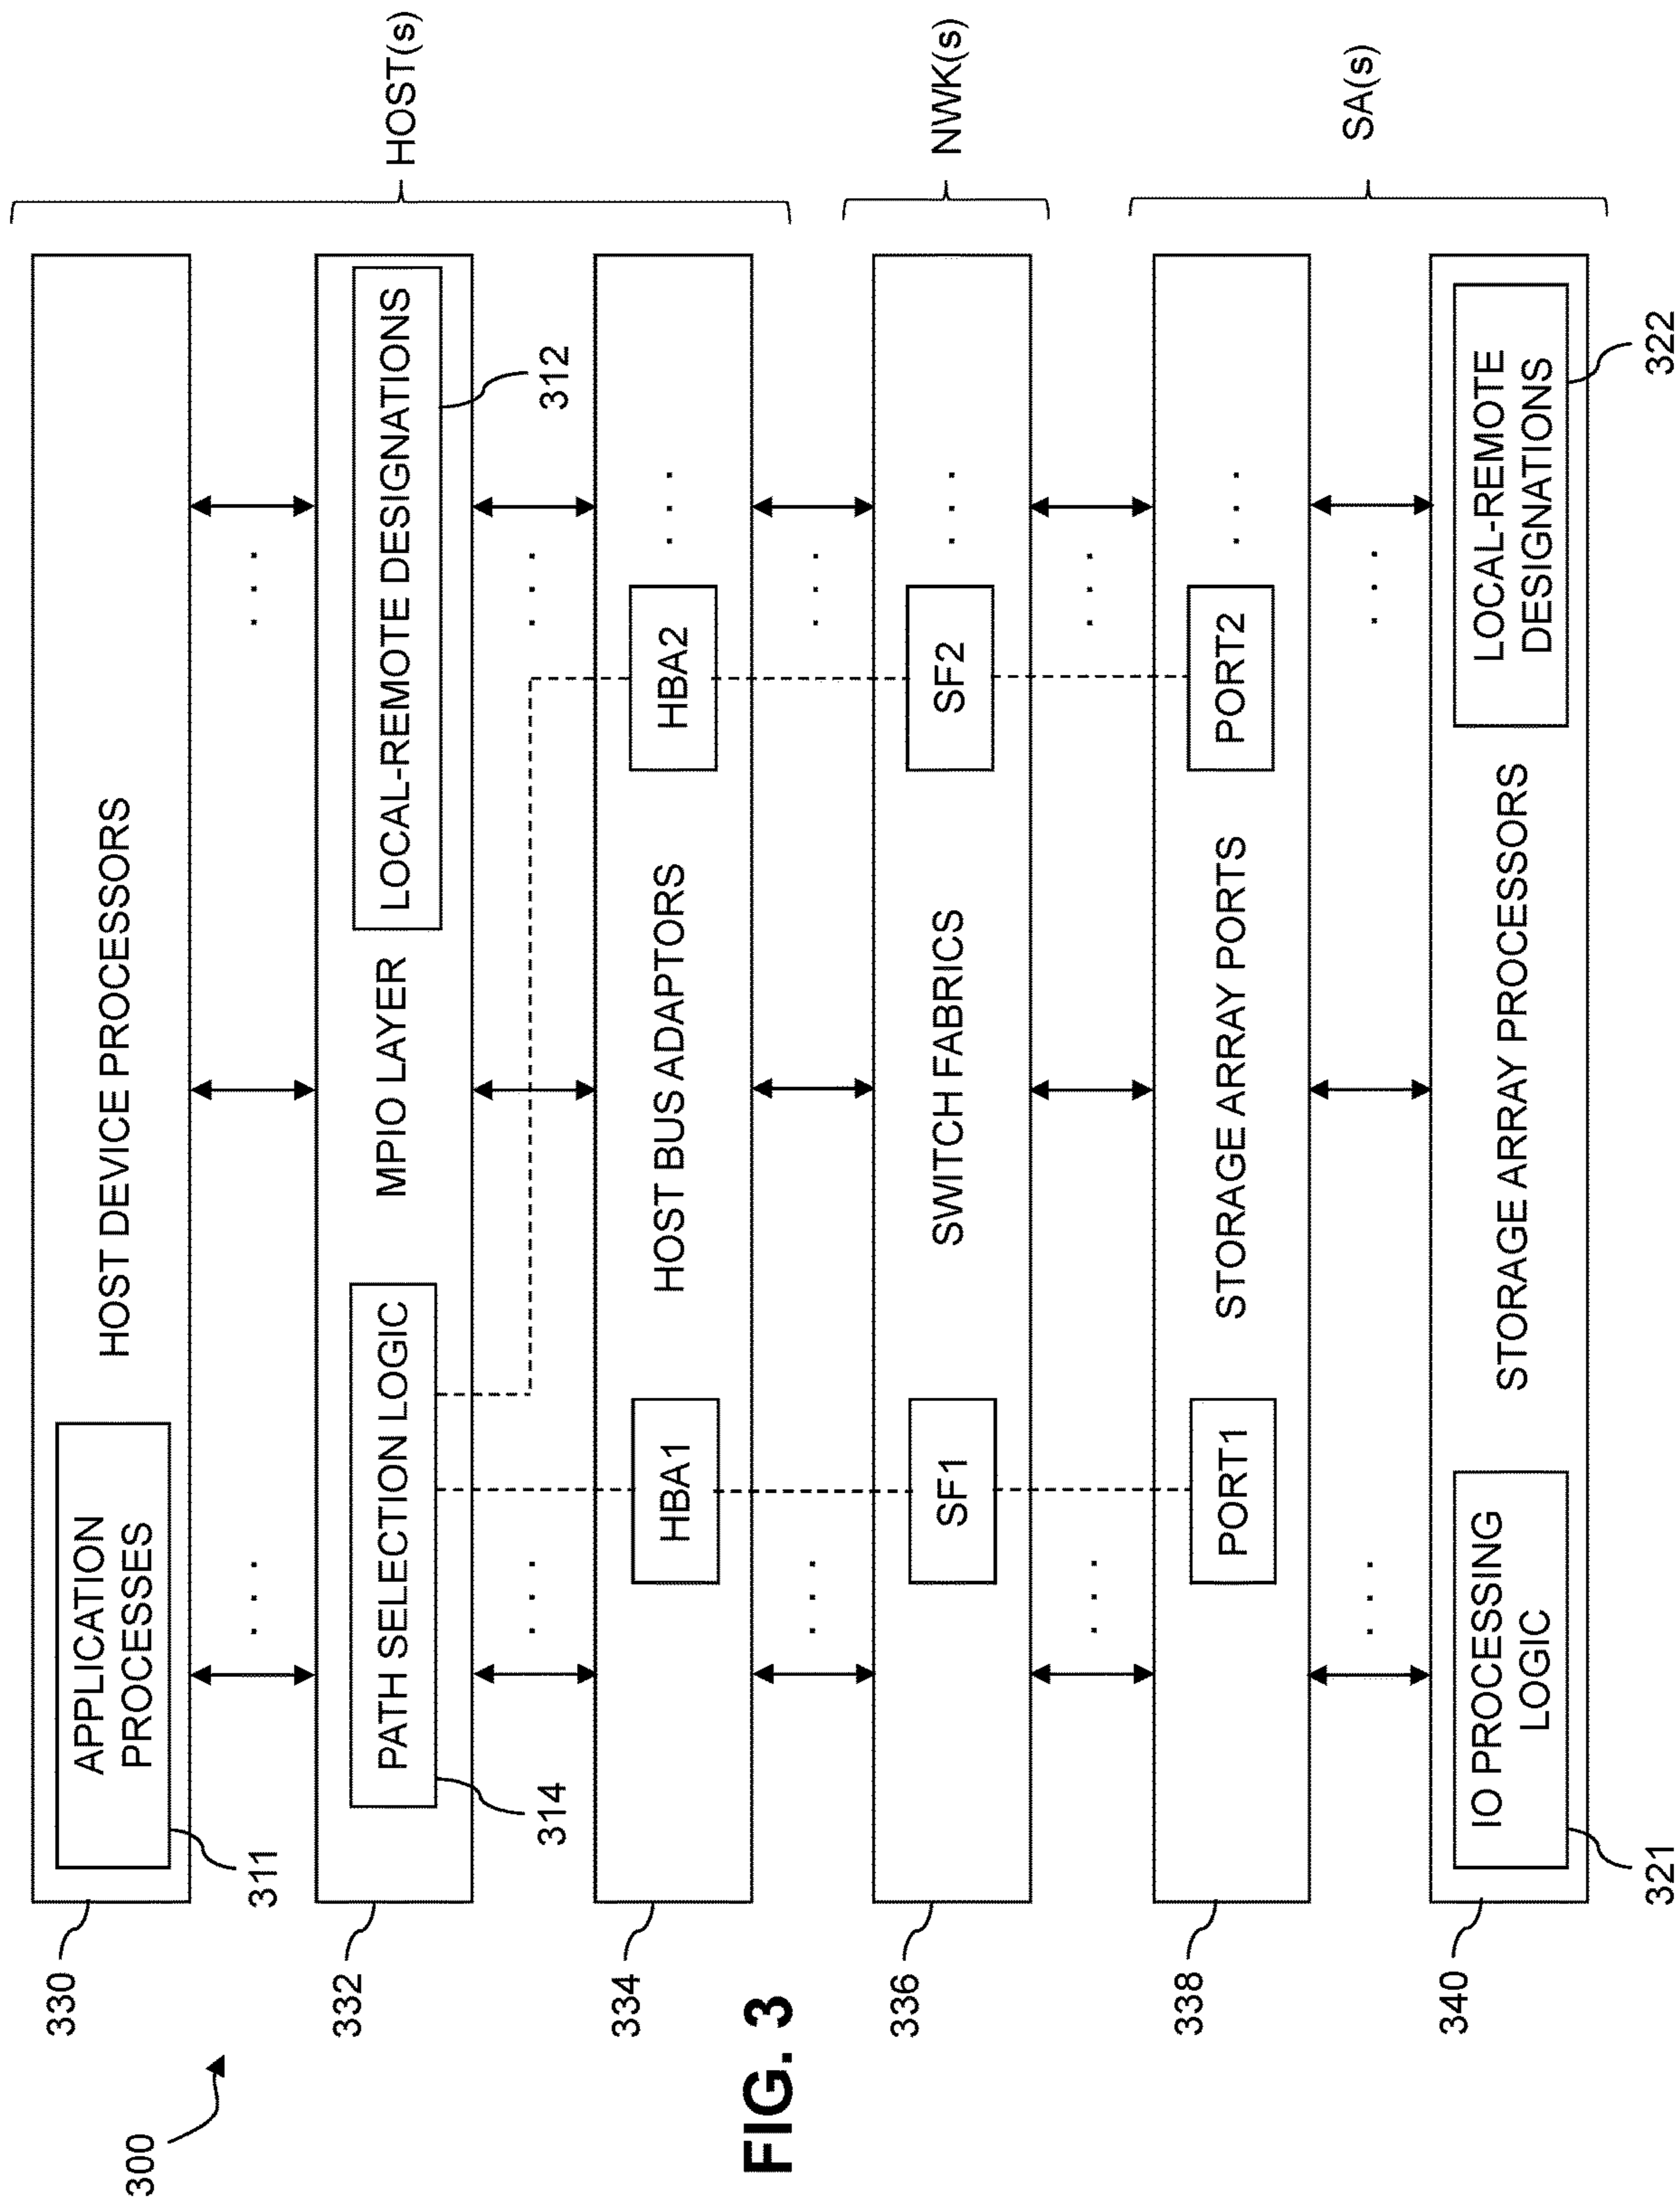 300
330
APPLICATION
PROCESSES
311
HOST DEVICE PROCESSORS
HOST(s)
332
PATH SELECTION LOGIC
314
MPIO LAYER
LOCAL-REMOTE DESIGNATIONS
312
334
HBA1
HOST BUS ADAPTORS
HBA2
336
SF1
SWITCH FABRICS
SF2
NWK(s)
338
PORT1
STORAGE ARRAY PORTS
PORT2
SA(s)
340
IO PROCESSING
LOGIC
321
STORAGE ARRAY PROCESSORS
LOCAL-REMOTE
DESIGNATIONS
322
FIG. 3